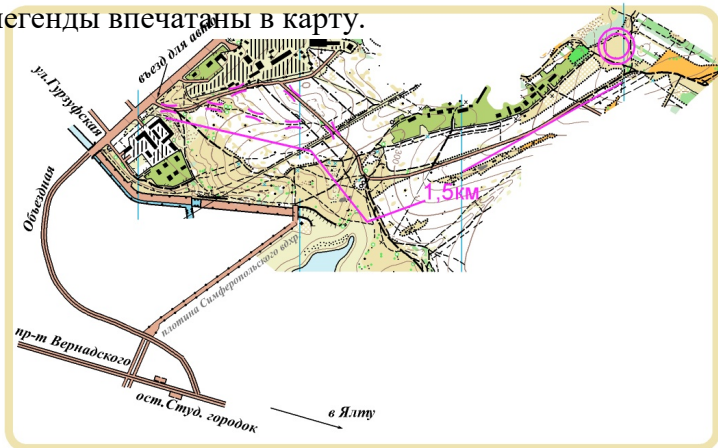 легенды впечатаны в карту.
въезд для авто
ул.Гурзуфская
Объездная
1,5км
плотина Симферопольского вдхр.
пр-т Вернадского
ост.Студ. городок
в Ялту